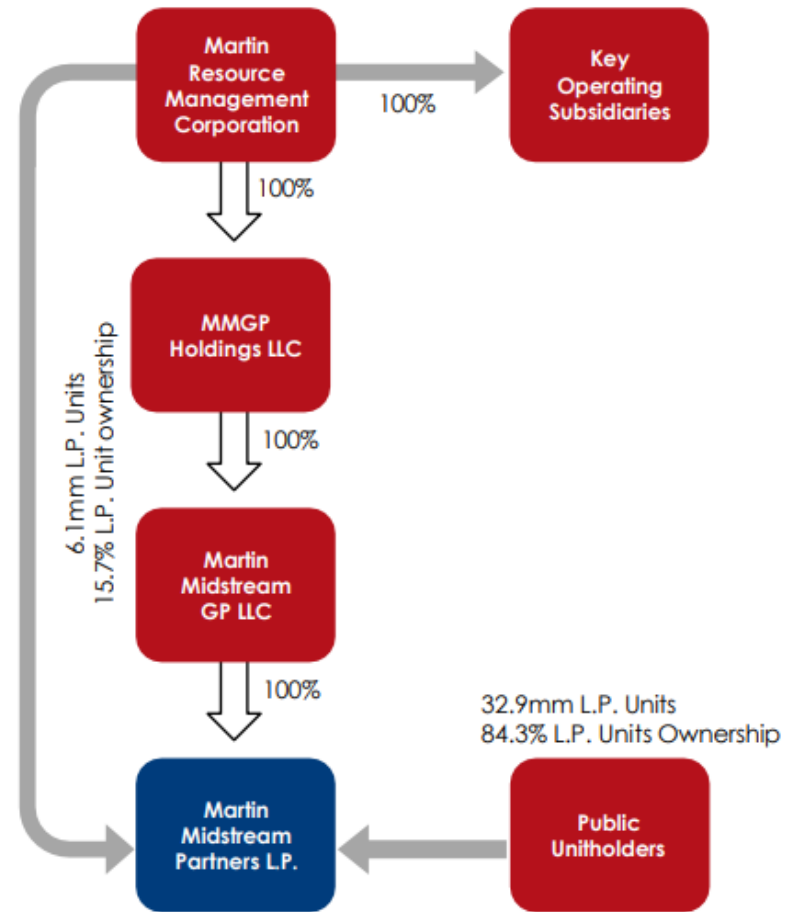 Martin
Resource
Management
Corporation
100%
Key
Operating
Subsidiaries
100%
MMGP
Holdings LLC
6.1mm L.P. Units
15.7% L.P. Unit ownership
100%
Martin
Midstream
GP LLC
100%
32.9mm L.P. Units
84.3% L.P. Units Ownership
Martin
Midstream
Partners L.P.
Public
Unitholders